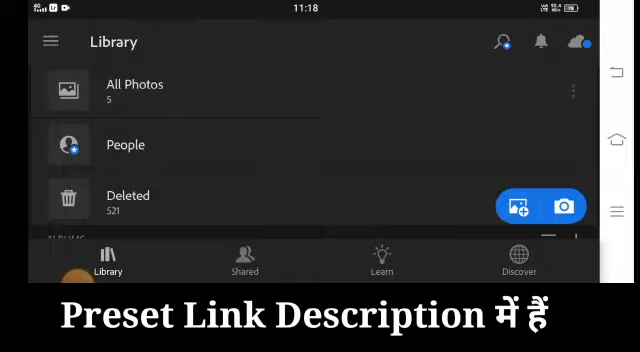 11:18
Library
All Photos
5
People
Deleted
521
Library
Shared
Learn
Discover
Preset Link Description में हैं